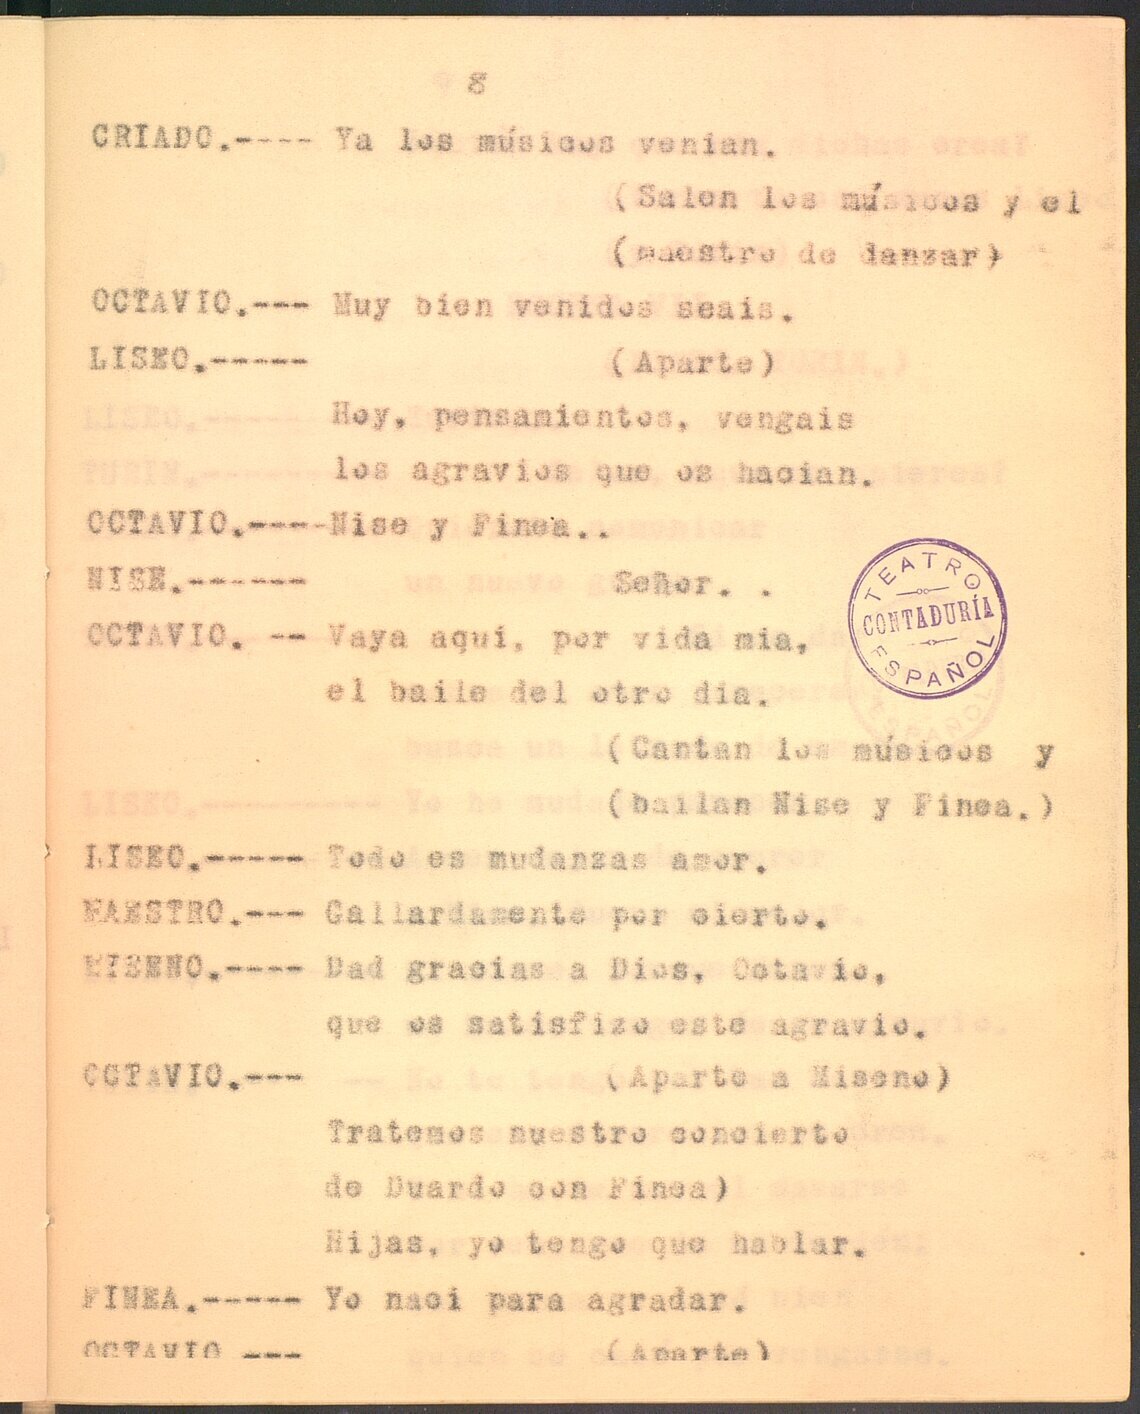 8
CRIADO.---- Ya los músicos venian.
(Salen los músicos y el
(maestro de danzar)
OCTAVIO.--- Muy bien venidos seais.
LISEO.----- (Aparte)
Hoy, pensamientos, vengais
los agravios que os hacian.
OCTAVIO.----Nise y Finea..
NISE.------ Señor. .
TEATRO
CONTADURÍA
ESPAÑOL
OCTAVIO. -- Vaya aquí, por vida mia,
el baile del otro dia.
(Cantan los músicos y
(bailan Nise y Finea.)
LISEO.----- Todo es mudanzas amor.
MAESTRO.--- Gallardamente por cierto.
MISENO.---- Dad gracias a Dios, Octavio,
que os satisfizo este agravio.
OCTAVIO.--- (Aparte a Miseno)
Tratemos nuestro concierto
de Duardo con Finea)
Hijas, yo tengo que hablar.
FINEA.----- Yo naci para agradar.
OCTAVIO --- (Aparte)